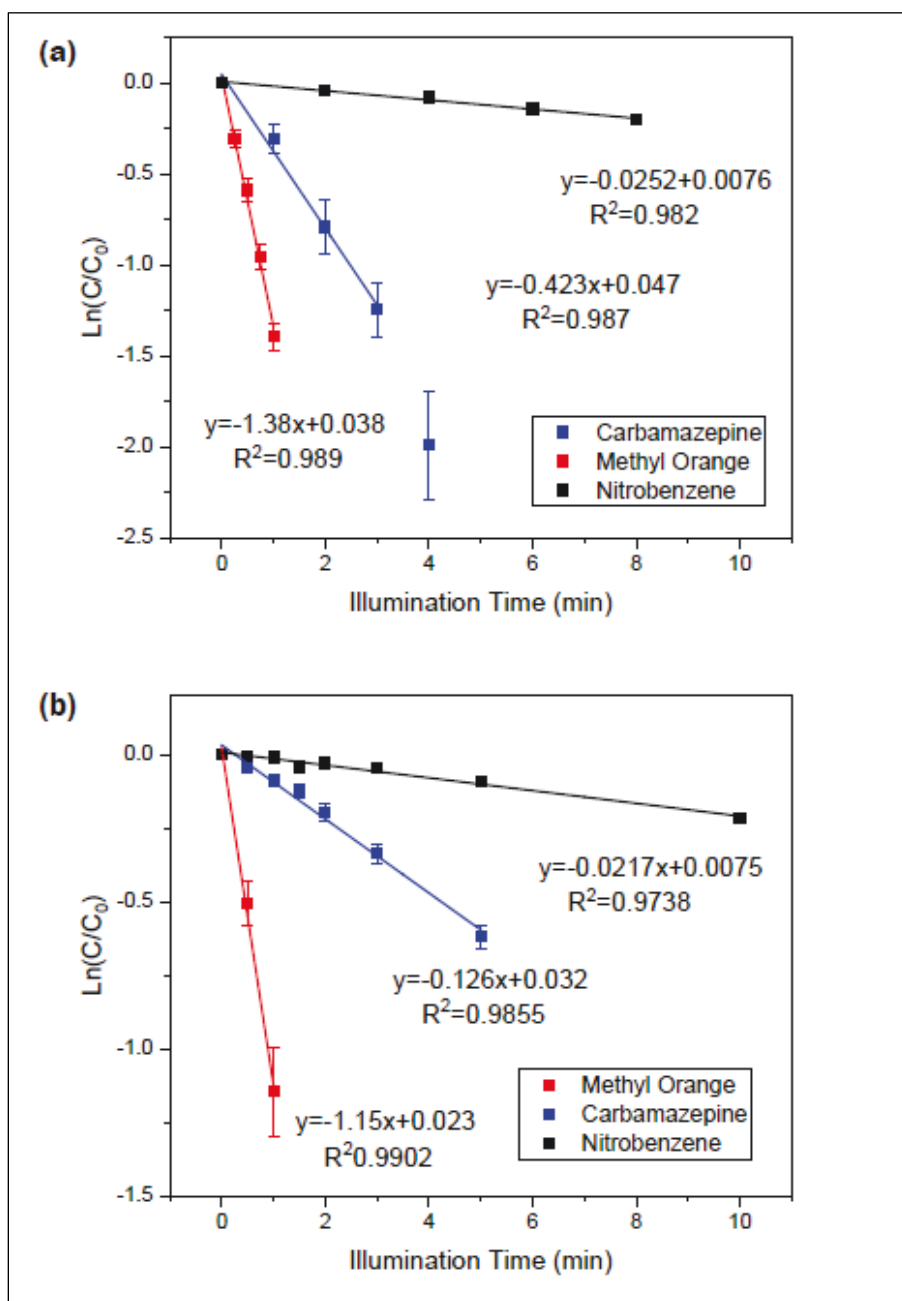 (a)
0.0
-0.5
-1.0
-1.5
-2.0
-2.5
Ln(C/C₀)
y=-0.0252+0.0076
R²=0.982
y=-0.423x+0.047
R²=0.987
y=-1.38x+0.038
R²=0.989
Carbamazepine
Methyl Orange
Nitrobenzene
0 2 4 6 8 10
Illumination Time (min)
(b)
0.0
-0.5
-1.0
-1.5
Ln(C/C₀)
y=-0.0217x+0.0075
R²=0.9738
y=-0.126x+0.032
R²=0.9855
y=-1.15x+0.023
R²0.9902
Methyl Orange
Carbamazepine
Nitrobenzene
0 2 4 6 8 10
Illumination Time (min)